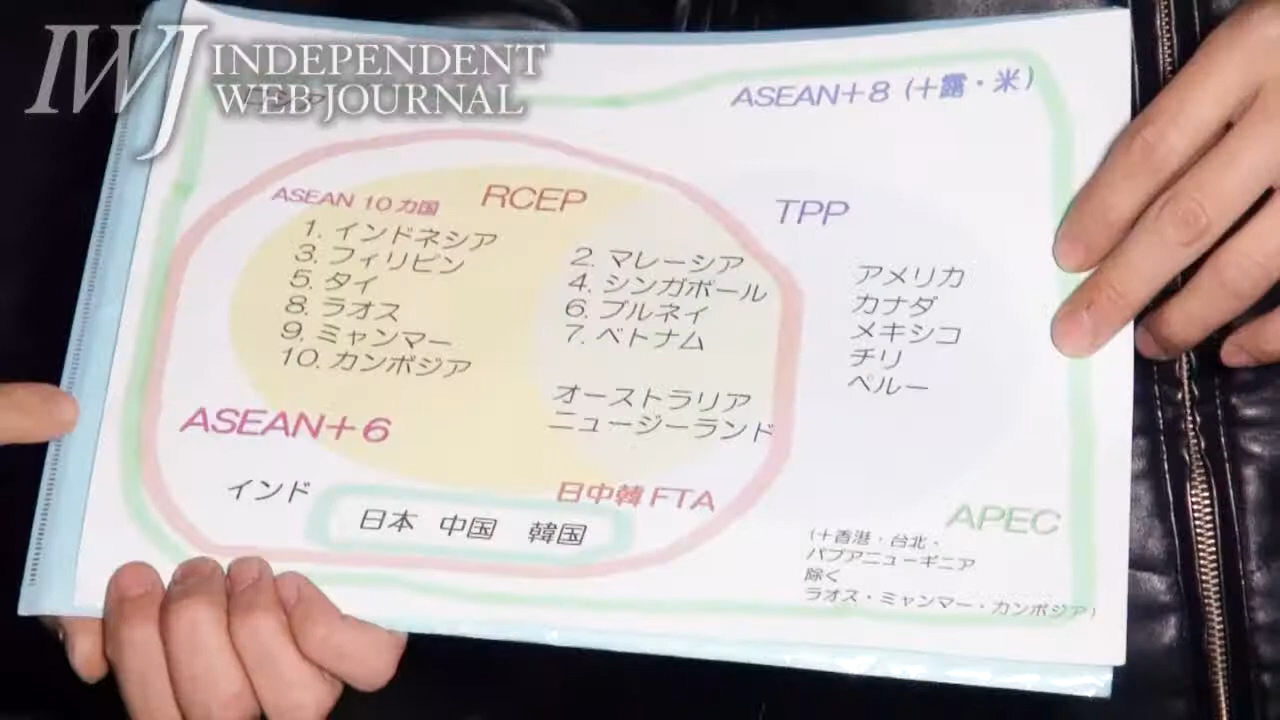 IWJ INDEPENDENT
WEB JOURNAL
ロシア
ASEAN+8 (+露・米)
ASEAN 10カ国
RCEP
TPP
1. インドネシア
3. フィリピン
5. タイ
8. ラオス
9. ミャンマー
10. カンボジア
2. マレーシア
4. シンガポール
6. ブルネイ
7. ベトナム
オーストラリア
ニュージーランド
アメリカ
カナダ
メキシコ
チリ
ペルー
ASEAN+6
インド
日中韓FTA
日本 中国 韓国
APEC
(+香港・台北・
パプアニューギニア
除く
ラオス・ミャンマー・カンボジア)